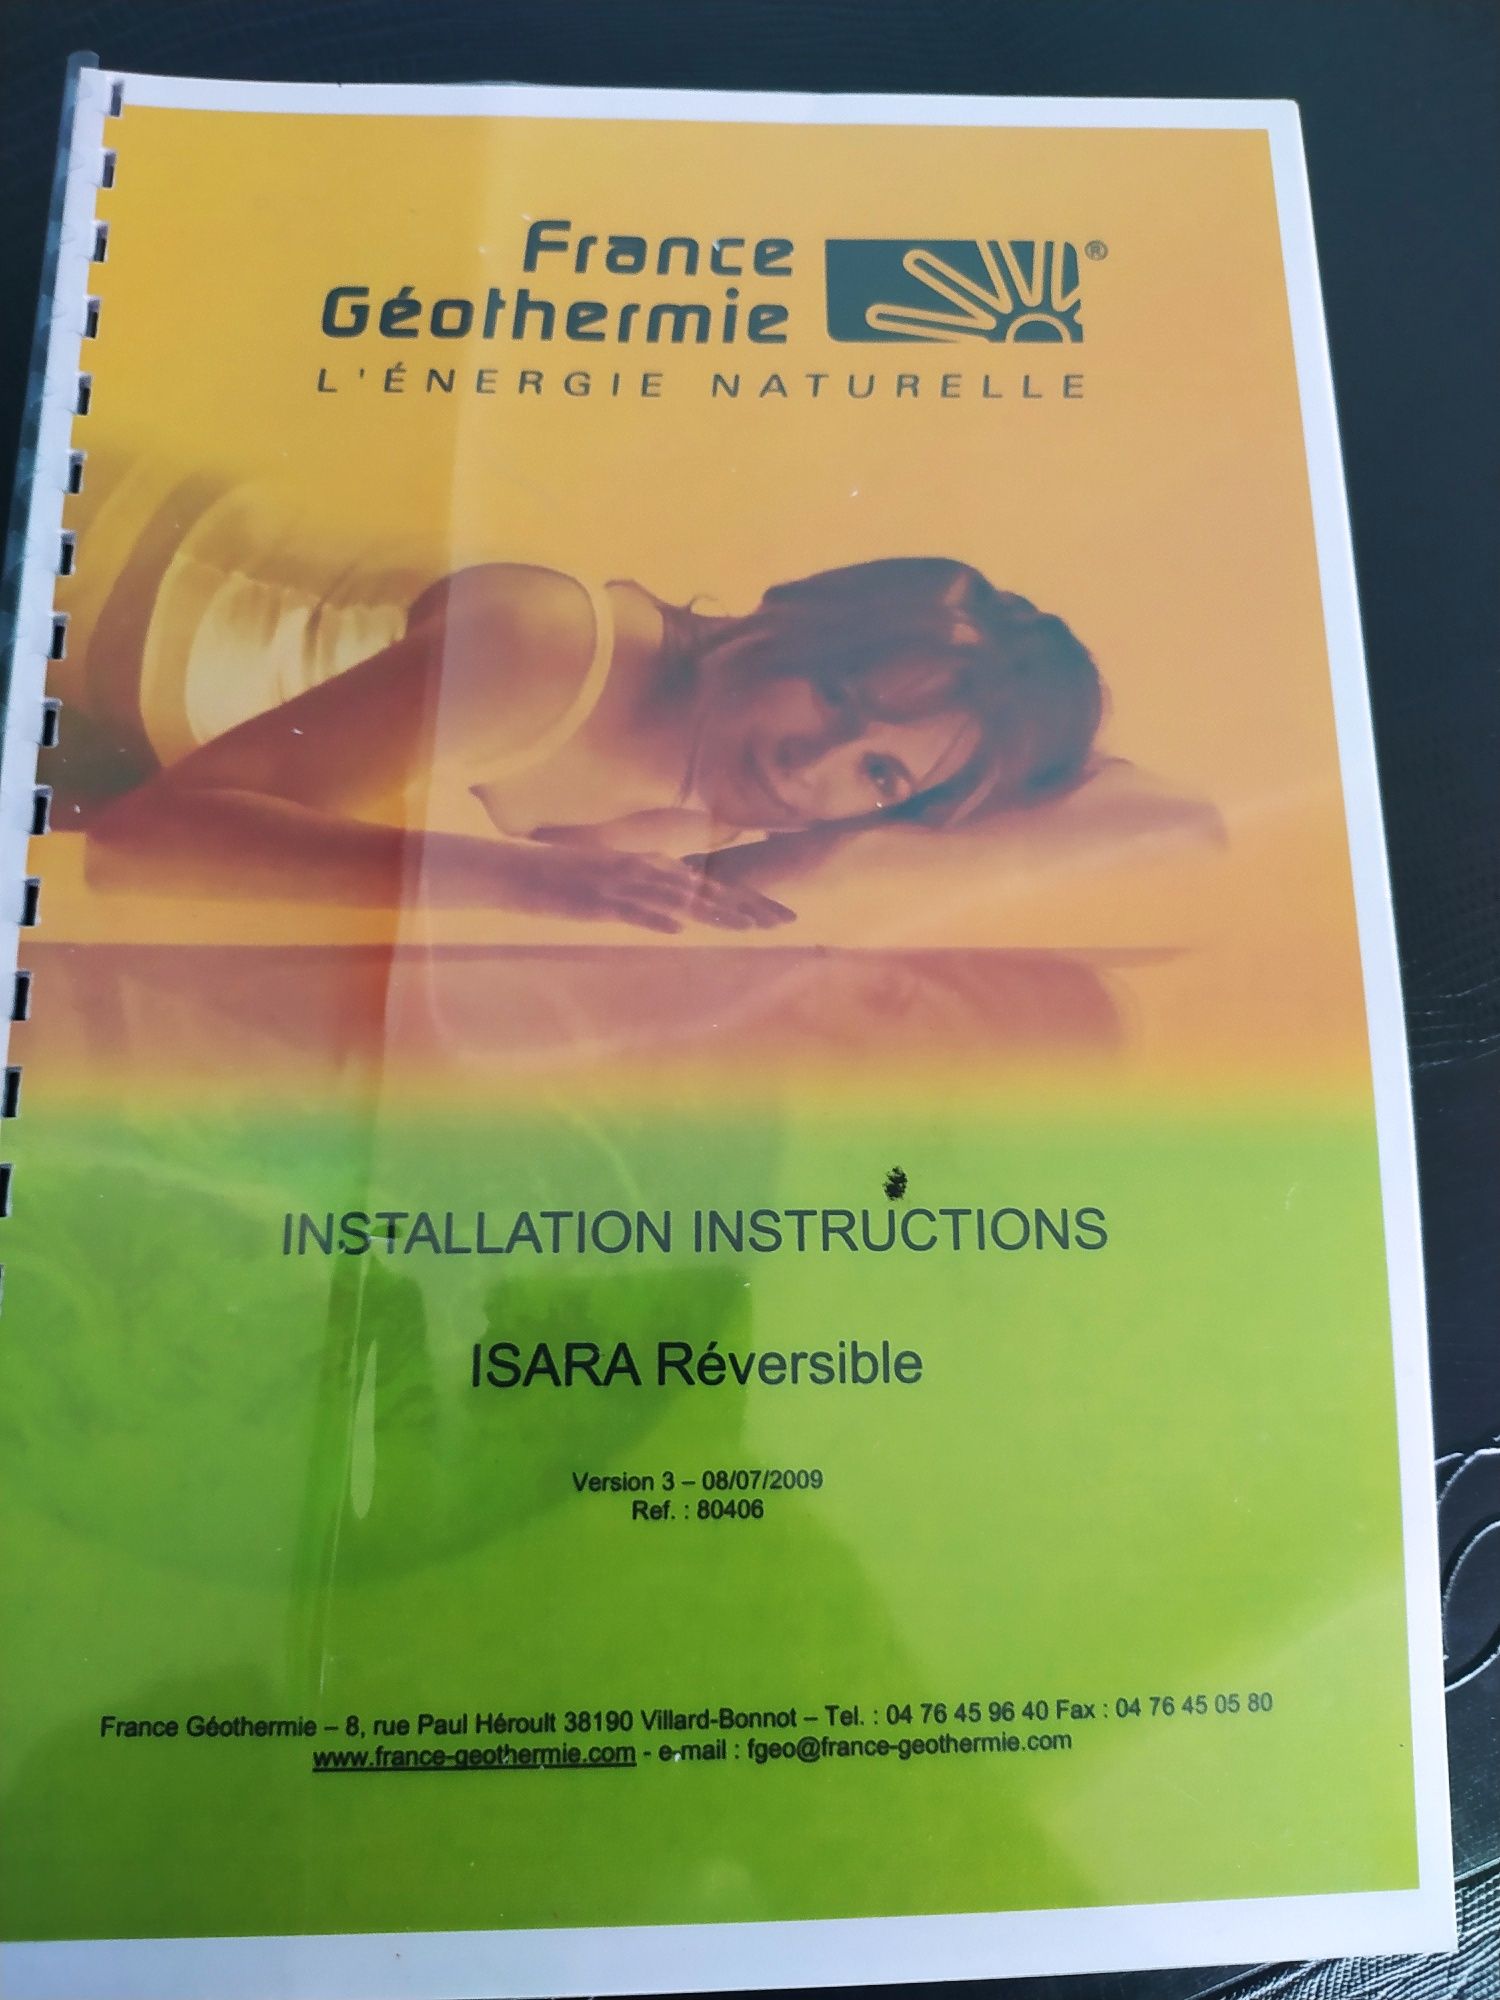 France
Géothermie ®
L'ÉNERGIE NATURELLE
INSTALLATION INSTRUCTIONS
ISARA Réversible
Version 3 – 08/07/2009
Ref. : 80406
France Géothermie – 8, rue Paul Héroult 38190 Villard-Bonnot – Tel. : 04 76 45 96 40 Fax : 04 76 45 05 80
www.france-geothermie.com - e-mail : fgeo@france-geothermie.com